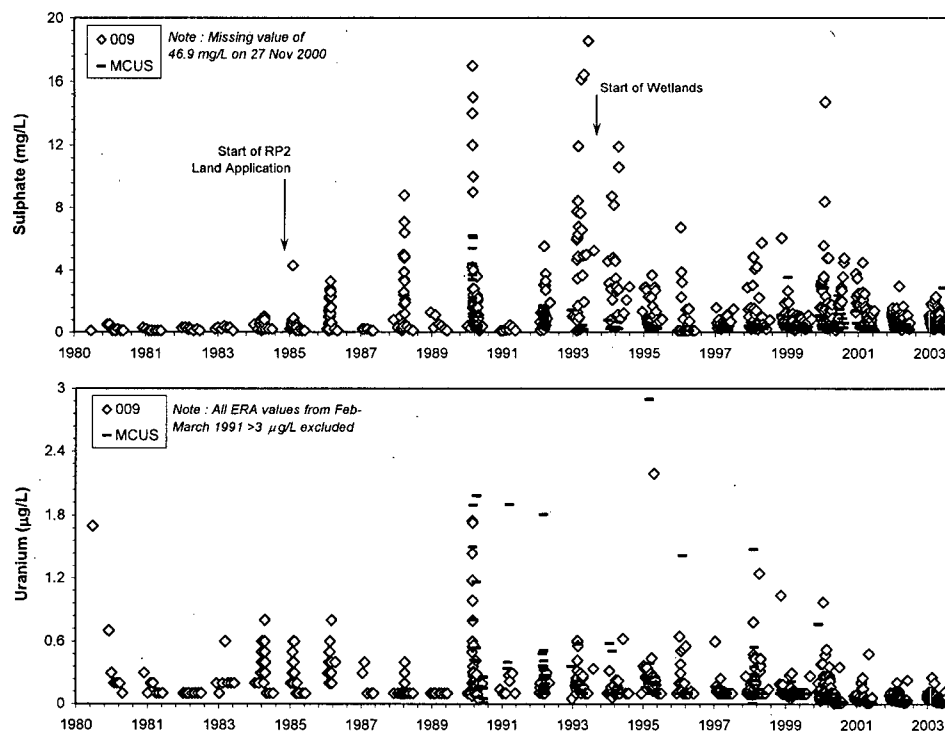 20
16
12
8
4
0
Sulphate (mg/L)
009
MCUS
Note : Missing value of
46.9 mg/L on 27 Nov 2000
Start of RP2
Land Application
Start of Wetlands
1980 1981 1983 1985 1987 1989 1991 1993 1995 1997 1999 2001 2003
3
2.4
1.8
1.2
0.6
0
Uranium (µg/L)
009
MCUS
Note : All ERA values from Feb-
March 1991 >3 µg/L excluded
1980 1981 1983 1985 1987 1989 1991 1993 1995 1997 1999 2001 2003